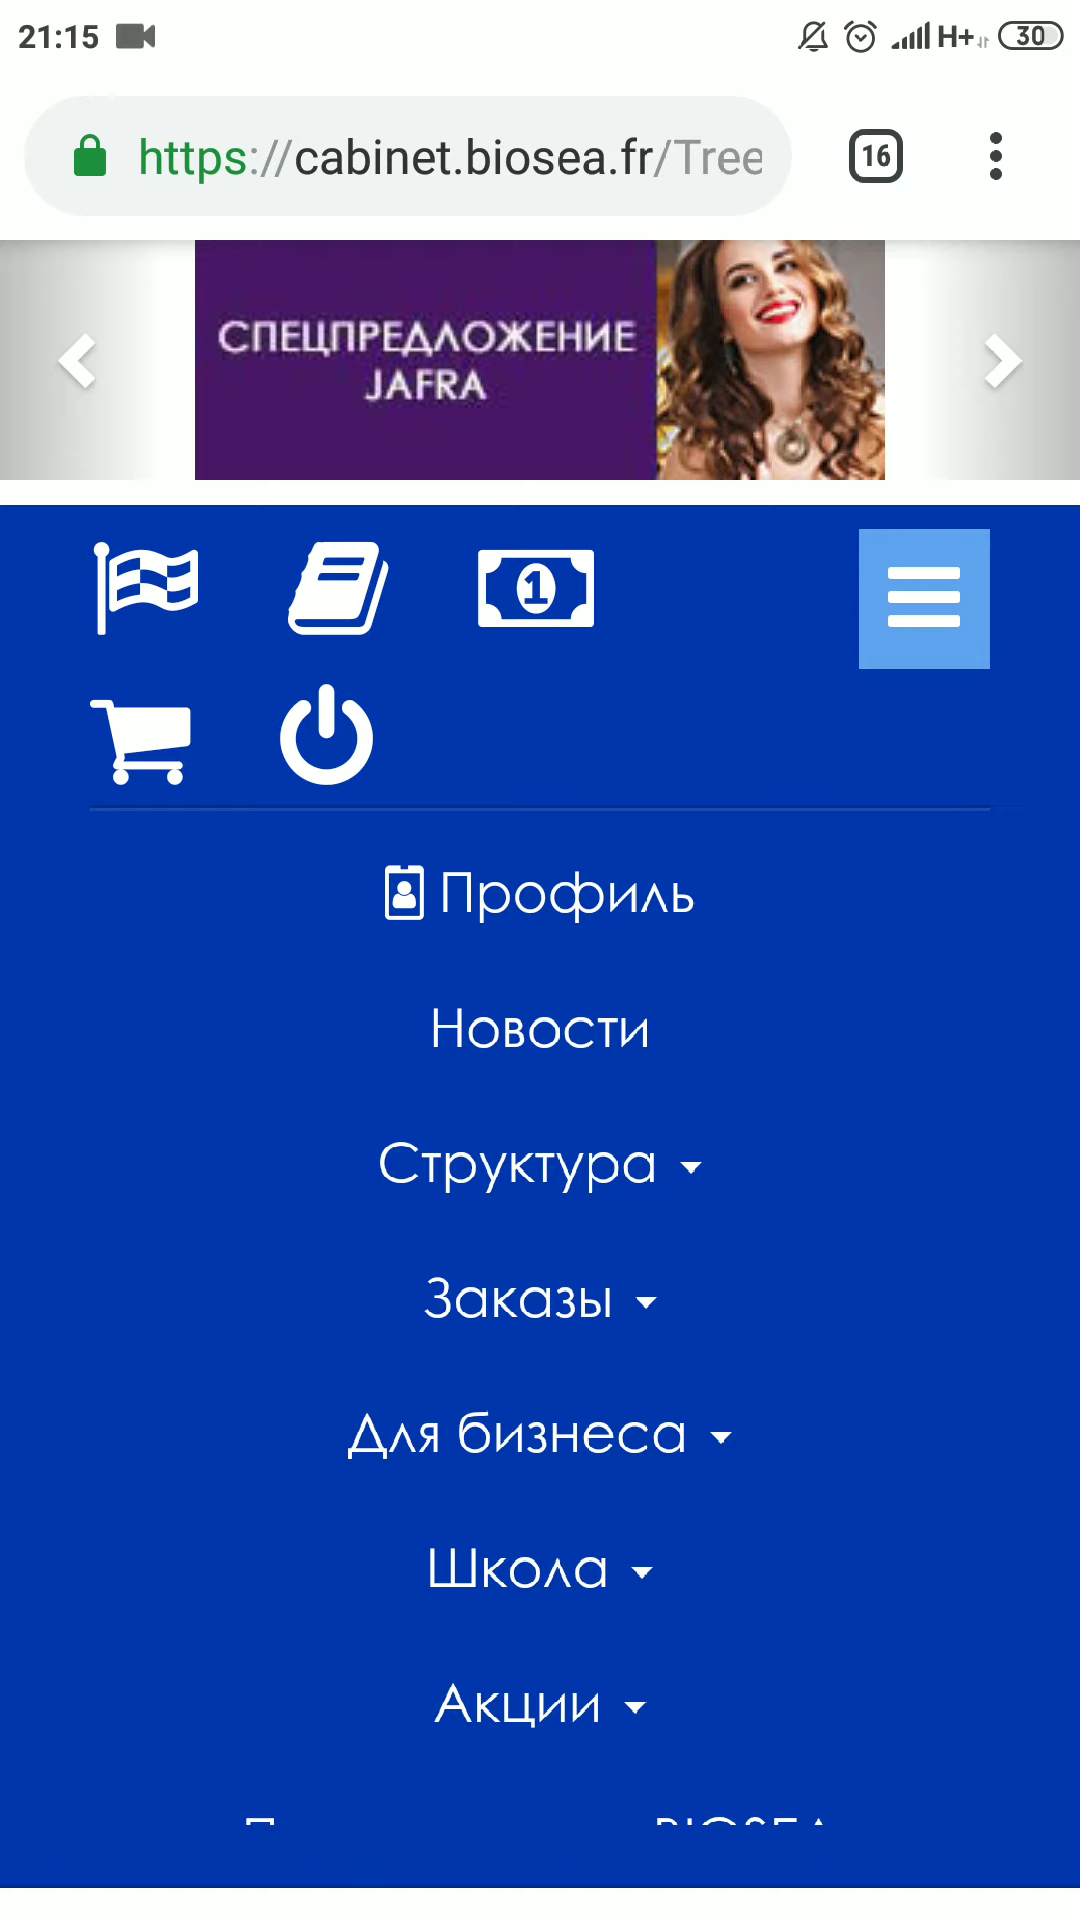 21:15 H+ 30
https://cabinet.biosea.fr/Tree 16
СПЕЦПРЕДЛОЖЕНИЕ
JAFRA
1
Профиль
Новости
Структура
Заказы
Для бизнеса
Школа
Акции
BIOSEA